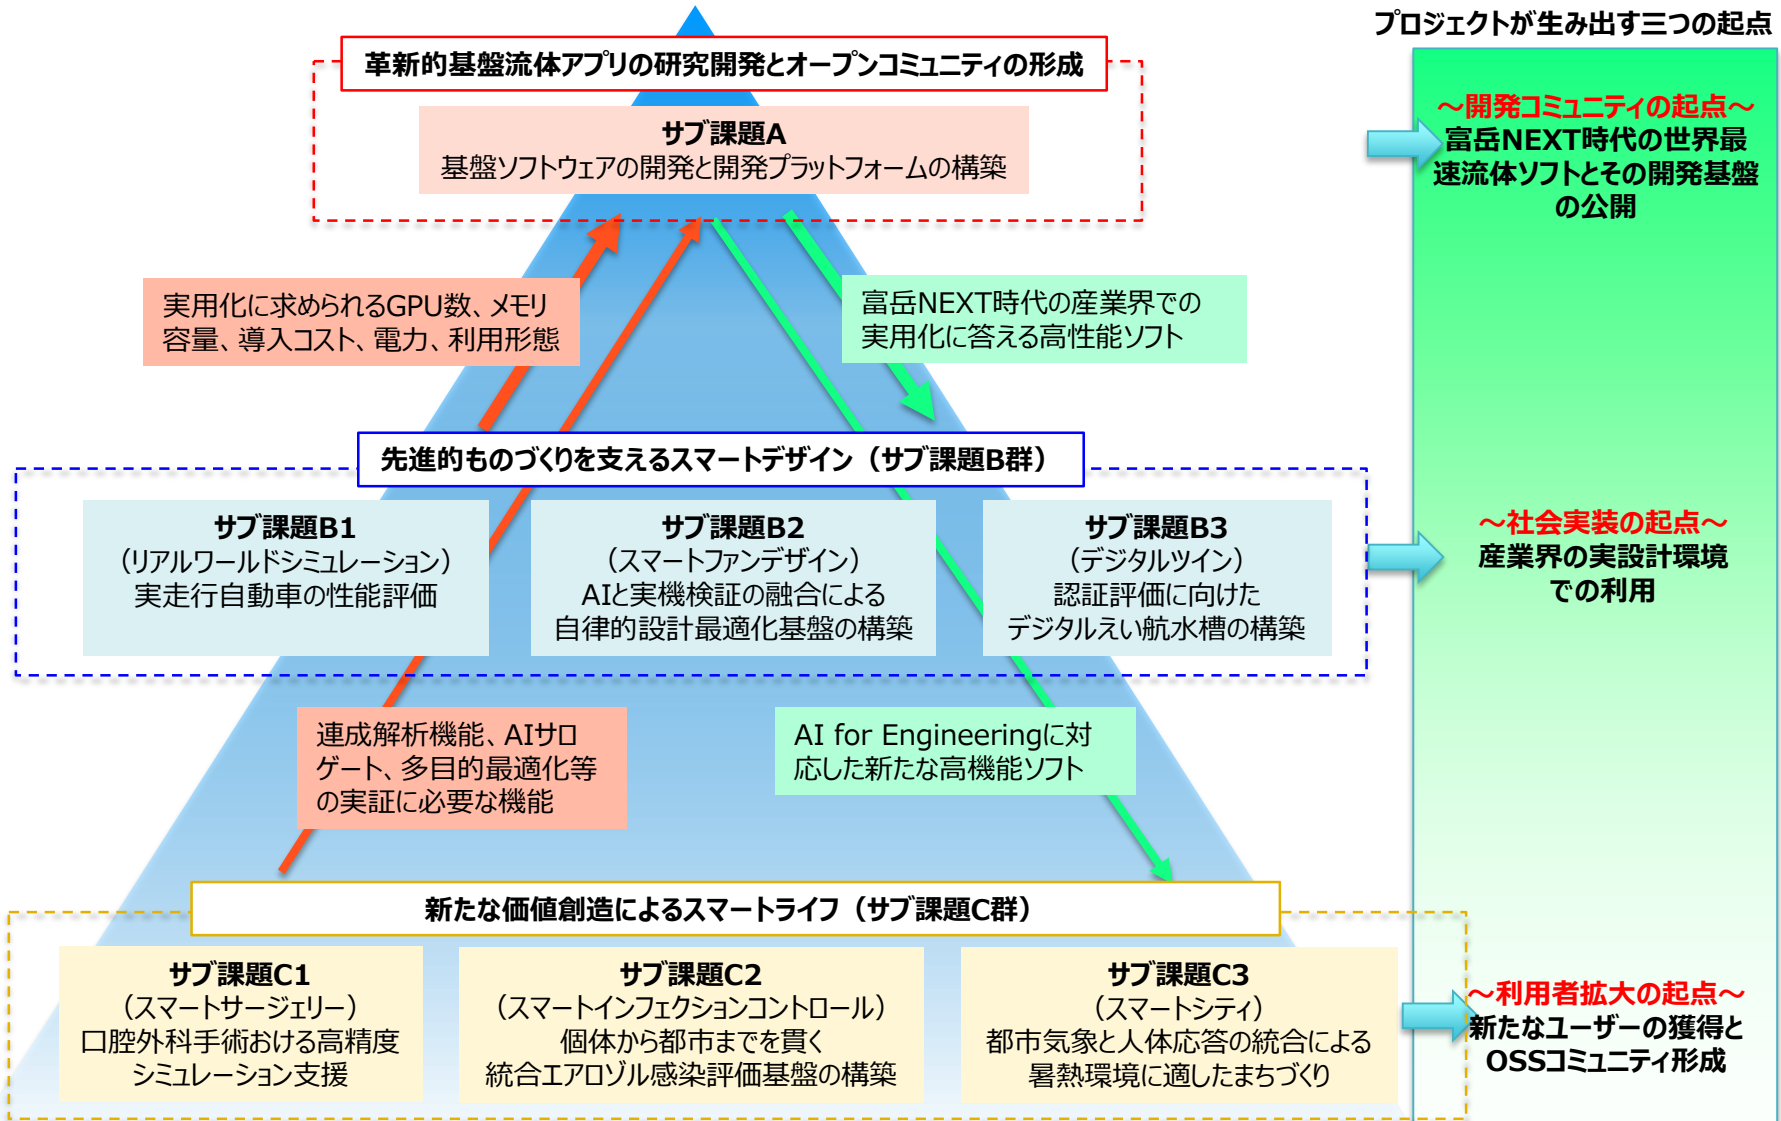 プロジェクトが生み出す三つの起点
革新的基盤流体アプリの研究開発とオープンコミュニティの形成
サブ課題A
基盤ソフトウェアの開発と開発プラットフォームの構築
～開発コミュニティの起点～
富岳NEXT時代の世界最
速流体ソフトとその開発基盤
の公開
実用化に求められるGPU数、メモリ
容量、導入コスト、電力、利用形態
富岳NEXT時代の産業界での
実用化に答える高性能ソフト
先進的ものづくりを支えるスマートデザイン（サブ課題B群）
サブ課題B1
（リアルワールドシミュレーション）
実走行自動車の性能評価
サブ課題B2
（スマートファンデザイン）
AIと実機検証の融合による
自律的設計最適化基盤の構築
サブ課題B3
（デジタルツイン）
認証評価に向けた
デジタルえい航水槽の構築
～社会実装の起点～
産業界の実設計環境
での利用
連成解析機能、AIサロ
ゲート、多目的最適化等
の実証に必要な機能
AI for Engineeringに対
応した新たな高機能ソフト
新たな価値創造によるスマートライフ（サブ課題C群）
サブ課題C1
（スマートサージェリー）
口腔外科手術おける高精度
シミュレーション支援
サブ課題C2
（スマートインフェクションコントロール）
個体から都市までを貫く
統合エアロゾル感染評価基盤の構築
サブ課題C3
（スマートシティ）
都市気象と人体応答の統合による
暑熱環境に適したまちづくり
～利用者拡大の起点～
新たなユーザーの獲得と
OSSコミュニティ形成